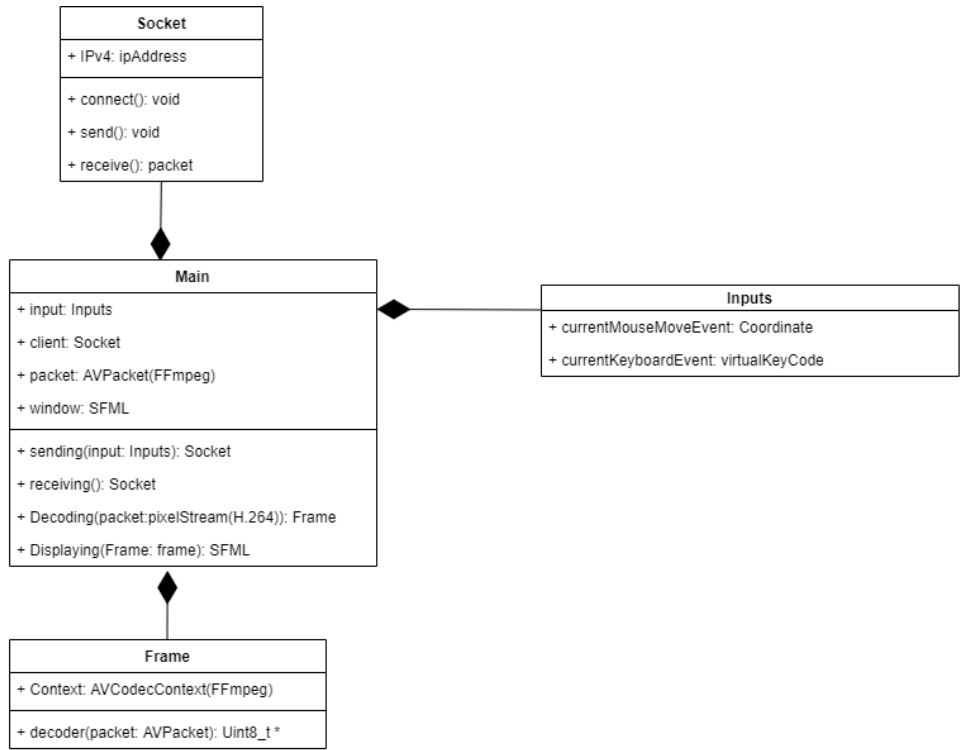 Socket
+ IPv4: ipAddress
+ connect(): void
+ send(): void
+ receive(): packet
Main
+ input: Inputs
+ client: Socket
+ packet: AVPacket(FFmpeg)
+ window: SFML
+ sending(input: Inputs): Socket
+ receiving(): Socket
+ Decoding(packet:pixelStream(H.264)): Frame
+ Displaying(Frame: frame): SFML
Inputs
+ currentMouseMoveEvent: Coordinate
+ currentKeyboardEvent: virtualKeyCode
Frame
+ Context: AVCodecContext(FFmpeg)
+ decoder(packet: AVPacket): Uint8_t *